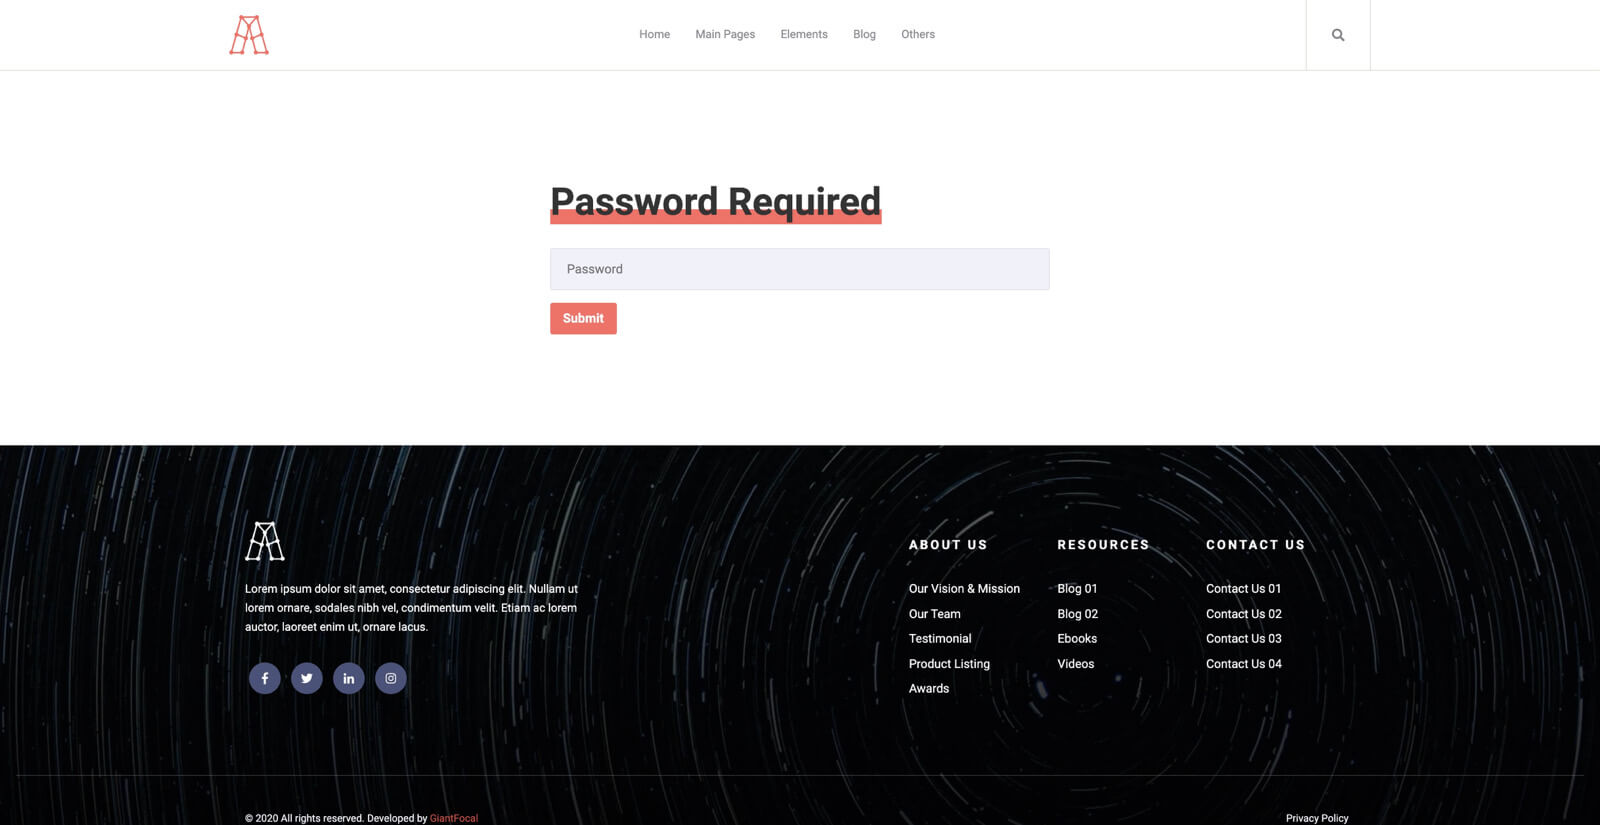 Home Main Pages Elements Blog Others
Password Required
Password
Submit
Lorem ipsum dolor sit amet, consectetur adipiscing elit. Nullam ut
lorem ornare, sodales nibh vel, condimentum velit. Etiam ac lorem
auctor, laoreet enim ut, ornare lacus.
ABOUT US
Our Vision & Mission
Our Team
Testimonial
Product Listing
Awards
RESOURCES
Blog 01
Blog 02
Ebooks
Videos
CONTACT US
Contact Us 01
Contact Us 02
Contact Us 03
Contact Us 04
© 2020 All rights reserved. Developed by GiantFocal
Privacy Policy